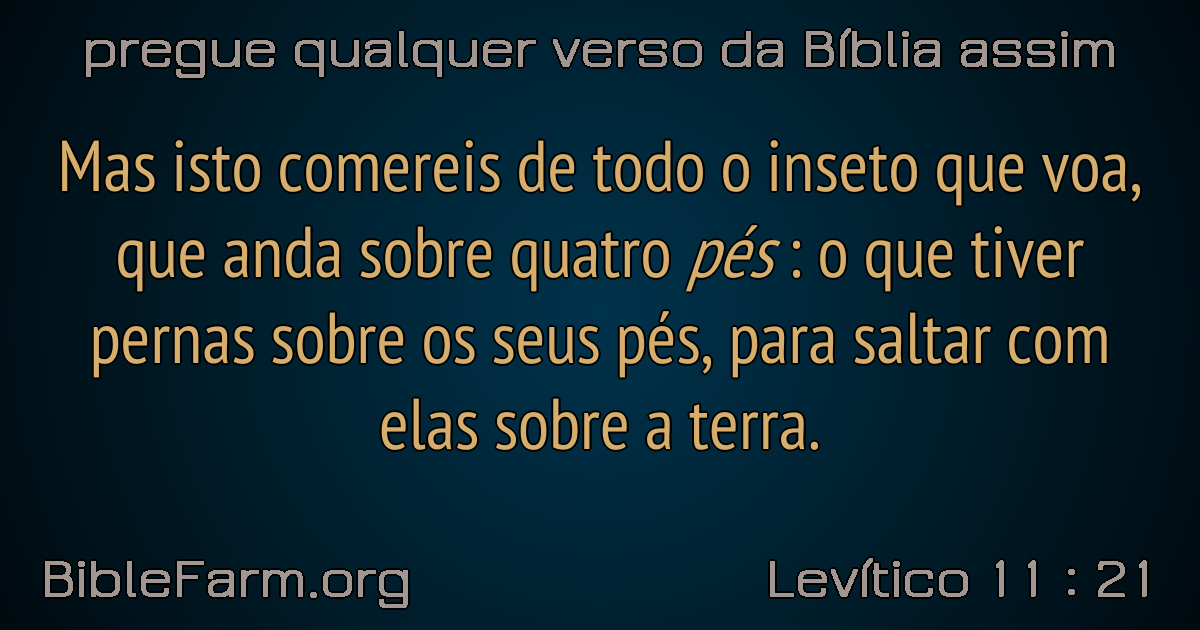 pregue qualquer verso da Bíblia assim
Mas isto comereis de todo o inseto que voa,
que anda sobre quatro pés : o que tiver
pernas sobre os seus pés, para saltar com
elas sobre a terra.
BibleFarm.org
Levítico 11 : 21